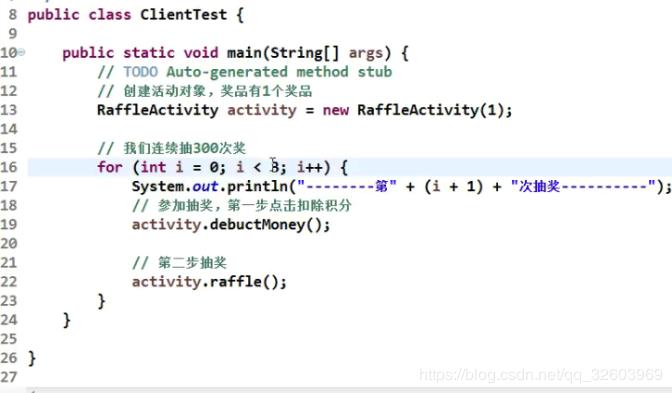 8 public class ClientTest {
9
10 public static void main(String[] args) {
11 // TODO Auto-generated method stub
12 // 创建活动对象，奖品有1个奖品
13 RaffleActivity activity = new RaffleActivity(1);
14
15 // 我们连续抽300次奖
16 for (int i = 0; i < 3; i++) {
17 System.out.println("--------第" + (i + 1) + "次抽奖----------");
18 // 参加抽奖，第一步点击扣除积分
19 activity.debuctMoney();
20
21 // 第二步抽奖
22 activity.raffle();
23 }
24 }
25
26 }
27
https://blog.csdn.net/qq_32603969